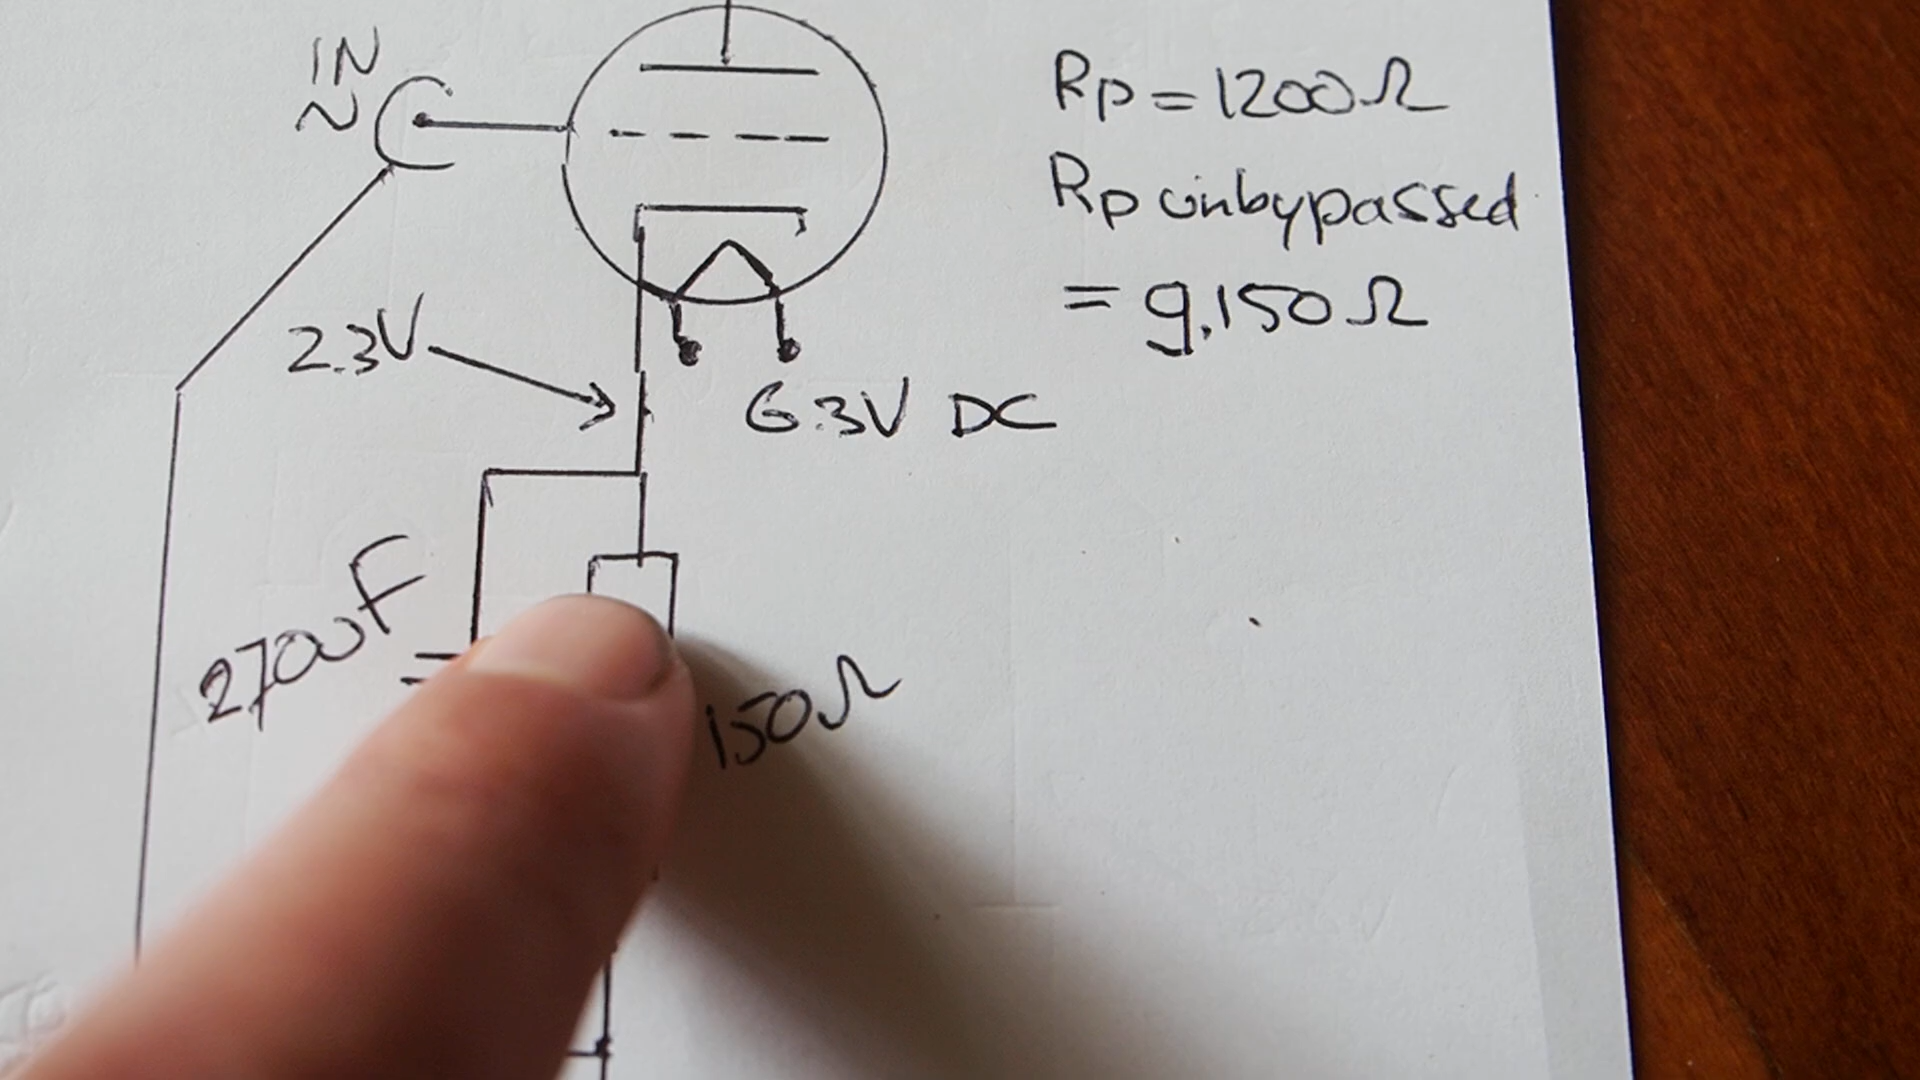 IN
Rp = 1200Ω
Rp unbypassed
= 9,150Ω
2.3V
6.3V DC
270uF
150Ω